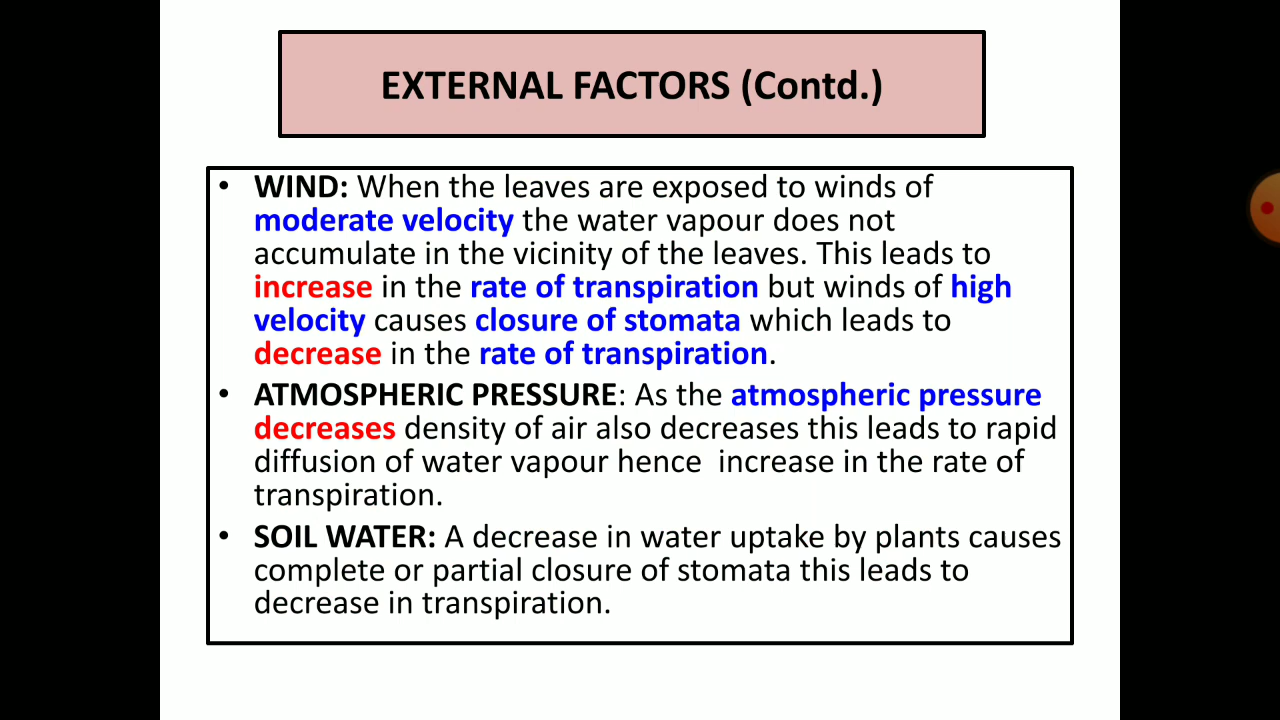 EXTERNAL FACTORS (Contd.)
• WIND: When the leaves are exposed to winds of
moderate velocity the water vapour does not
accumulate in the vicinity of the leaves. This leads to
increase in the rate of transpiration but winds of high
velocity causes closure of stomata which leads to
decrease in the rate of transpiration.
• ATMOSPHERIC PRESSURE: As the atmospheric pressure
decreases density of air also decreases this leads to rapid
diffusion of water vapour hence  increase in the rate of
transpiration.
• SOIL WATER: A decrease in water uptake by plants causes
complete or partial closure of stomata this leads to
decrease in transpiration.